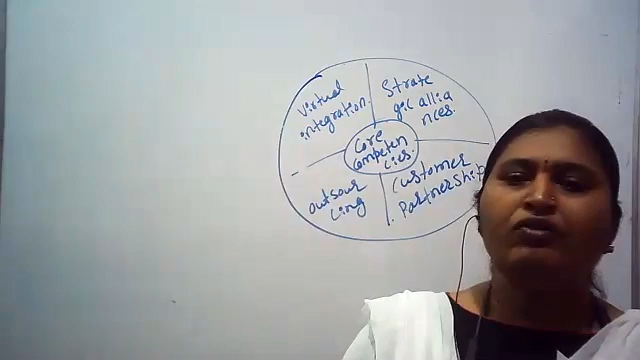 Virtual
integration.
Strate
gic allia
nces.
Core
Competen
cies.
outsour
cing
Customer
Partnership